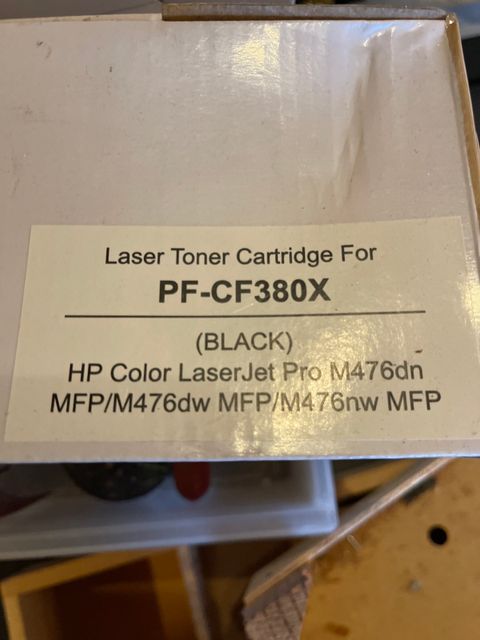 Laser Toner Cartridge For
PF-CF380X
(BLACK)
HP Color LaserJet Pro M476dn
MFP/M476dw MFP/M476nw MFP